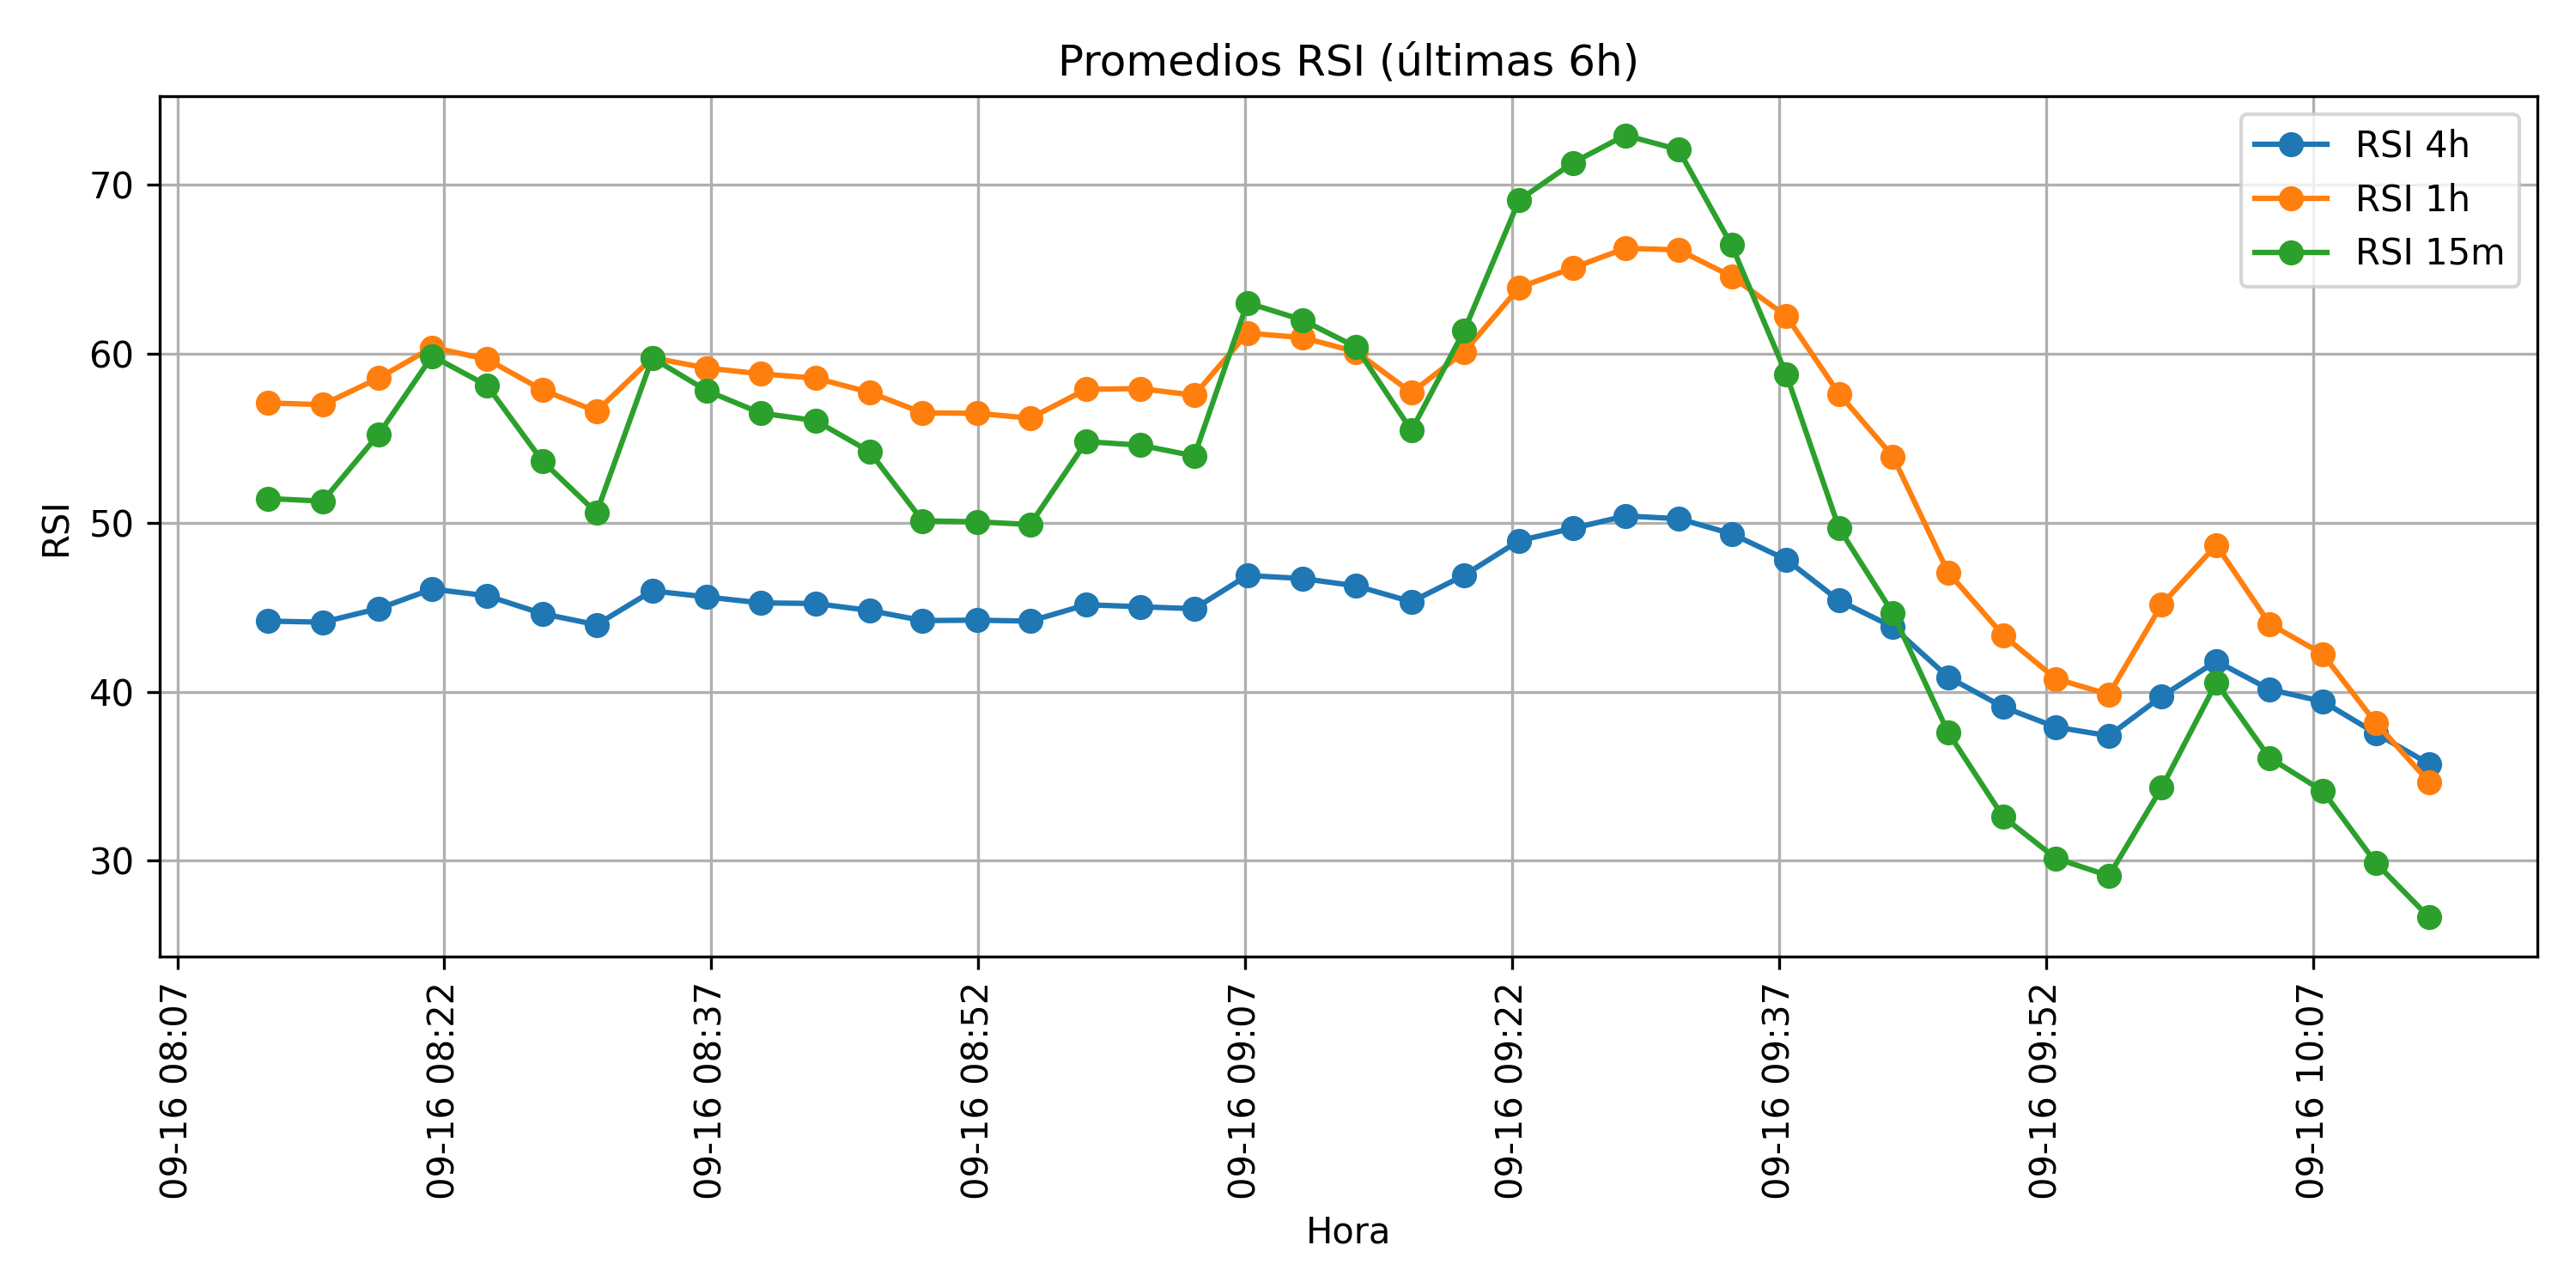 Promedios RSI (últimas 6h)
RSI 4h
RSI 1h
RSI 15m
RSI
70
60
50
40
30
09-16 08:07
09-16 08:22
09-16 08:37
09-16 08:52
09-16 09:07
09-16 09:22
09-16 09:37
09-16 09:52
09-16 10:07
Hora